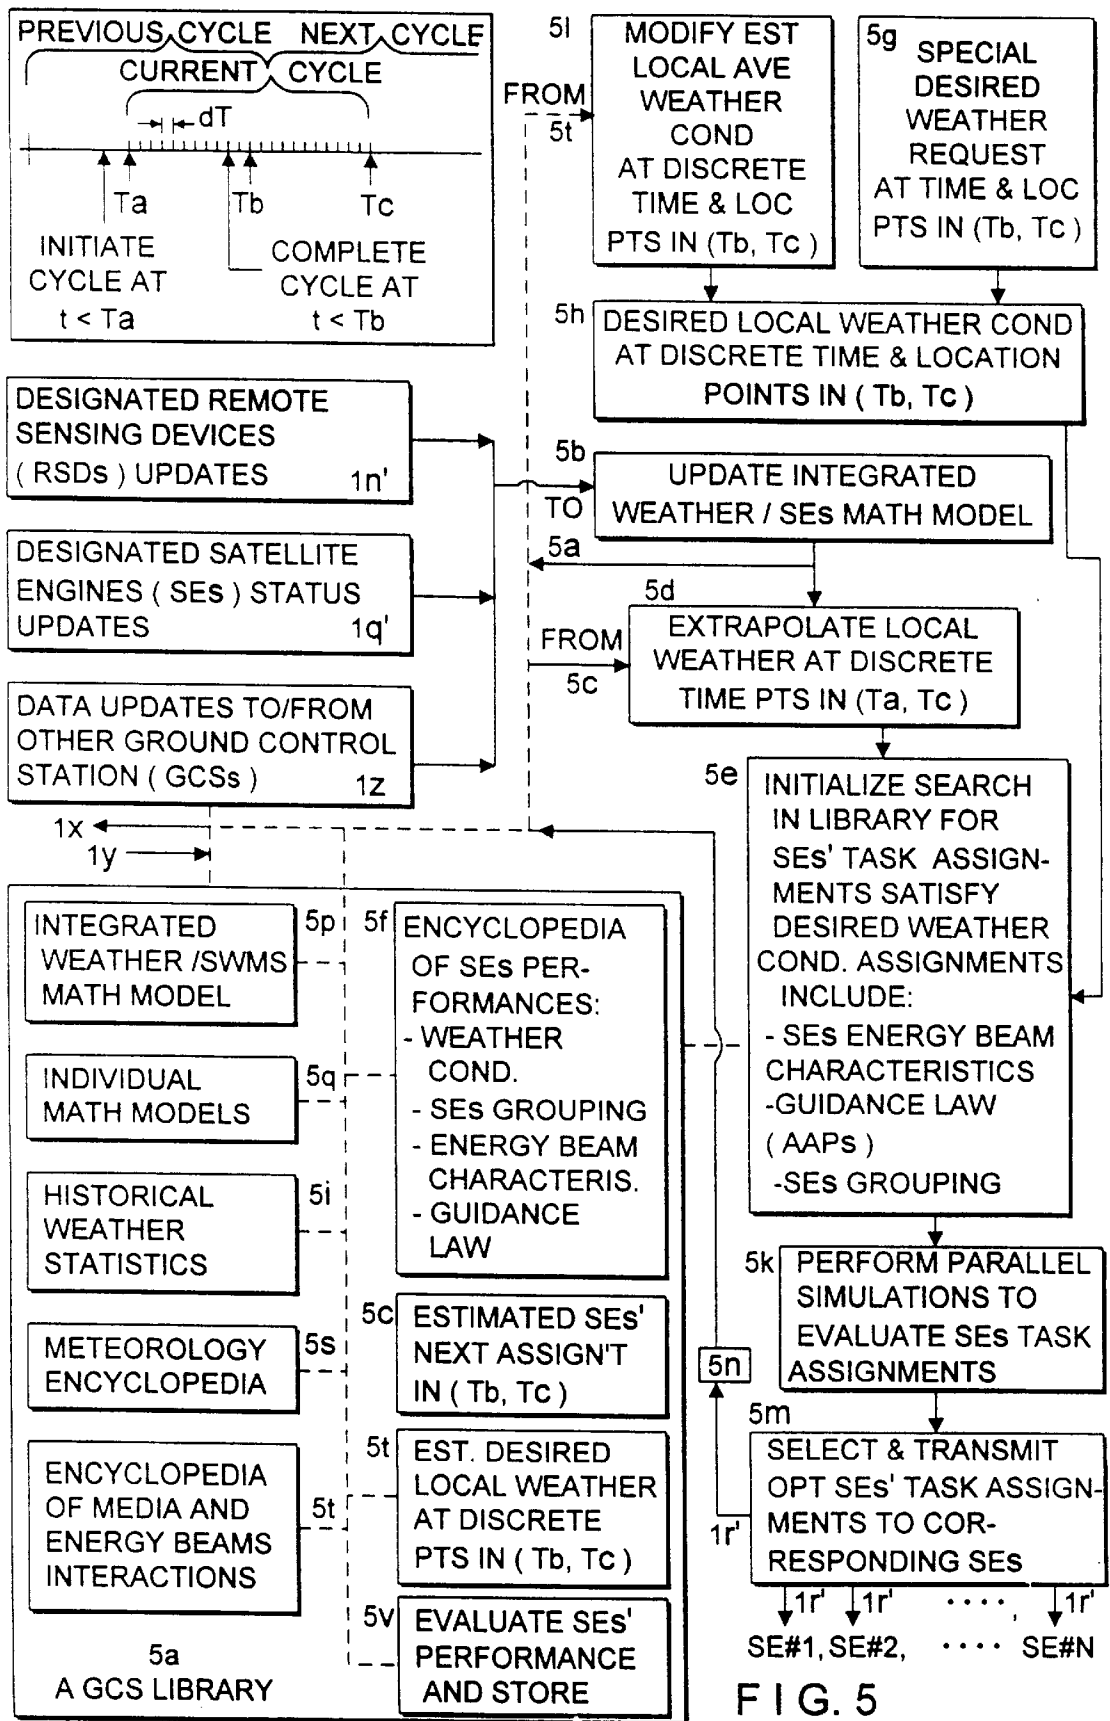 PREVIOUS CYCLE NEXT CYCLE
CURRENT CYCLE
dT
Ta Tb Tc
INITIATE
CYCLE AT
t < Ta
COMPLETE
CYCLE AT
t < Tb
5l
MODIFY EST
LOCAL AVE
WEATHER
COND
AT DISCRETE
TIME & LOC
PTS IN (Tb, Tc )
FROM
5t
5g
SPECIAL
DESIRED
WEATHER
REQUEST
AT TIME & LOC
PTS IN (Tb, Tc )
5h
DESIRED LOCAL WEATHER COND
AT DISCRETE TIME & LOCATION
POINTS IN ( Tb, Tc )
DESIGNATED REMOTE
SENSING DEVICES
( RSDs ) UPDATES
1n'
DESIGNATED SATELLITE
ENGINES ( SEs ) STATUS
UPDATES
1q'
DATA UPDATES TO/FROM
OTHER GROUND CONTROL
STATION ( GCSs )
1z
5b
UPDATE INTEGRATED
WEATHER / SEs MATH MODEL
TO
5a
5d
EXTRAPOLATE LOCAL
WEATHER AT DISCRETE
TIME PTS IN (Ta, Tc )
FROM
5c
5e
INITIALIZE SEARCH
IN LIBRARY FOR
SEs' TASK ASSIGN-
MENTS SATISFY
DESIRED WEATHER
COND. ASSIGNMENTS
INCLUDE:
- SEs ENERGY BEAM
CHARACTERISTICS
-GUIDANCE LAW
( AAPs )
-SEs GROUPING
1x
1y
INTEGRATED
WEATHER /SWMS
MATH MODEL
5p
INDIVIDUAL
MATH MODELS
5q
HISTORICAL
WEATHER
STATISTICS
5i
METEOROLOGY
ENCYCLOPEDIA
5s
ENCYCLOPEDIA
OF MEDIA AND
ENERGY BEAMS
INTERACTIONS
5t
5f
ENCYCLOPEDIA
OF SEs PER-
FORMANCES:
- WEATHER
COND.
- SEs GROUPING
- ENERGY BEAM
CHARACTERIS.
- GUIDANCE
LAW
5c
ESTIMATED SEs'
NEXT ASSIGN'T
IN ( Tb, Tc )
5t
EST. DESIRED
LOCAL WEATHER
AT DISCRETE
PTS IN ( Tb, Tc )
5v
EVALUATE SEs'
PERFORMANCE
AND STORE
5a
A GCS LIBRARY
5k
PERFORM PARALLEL
SIMULATIONS TO
EVALUATE SEs TASK
ASSIGNMENTS
5n
5m
SELECT & TRANSMIT
OPT SEs' TASK ASSIGN-
MENTS TO COR-
RESPONDING SEs
1r'
1r' 1r' ...., 1r'
SE#1, SE#2, .... SE#N
FIG. 5